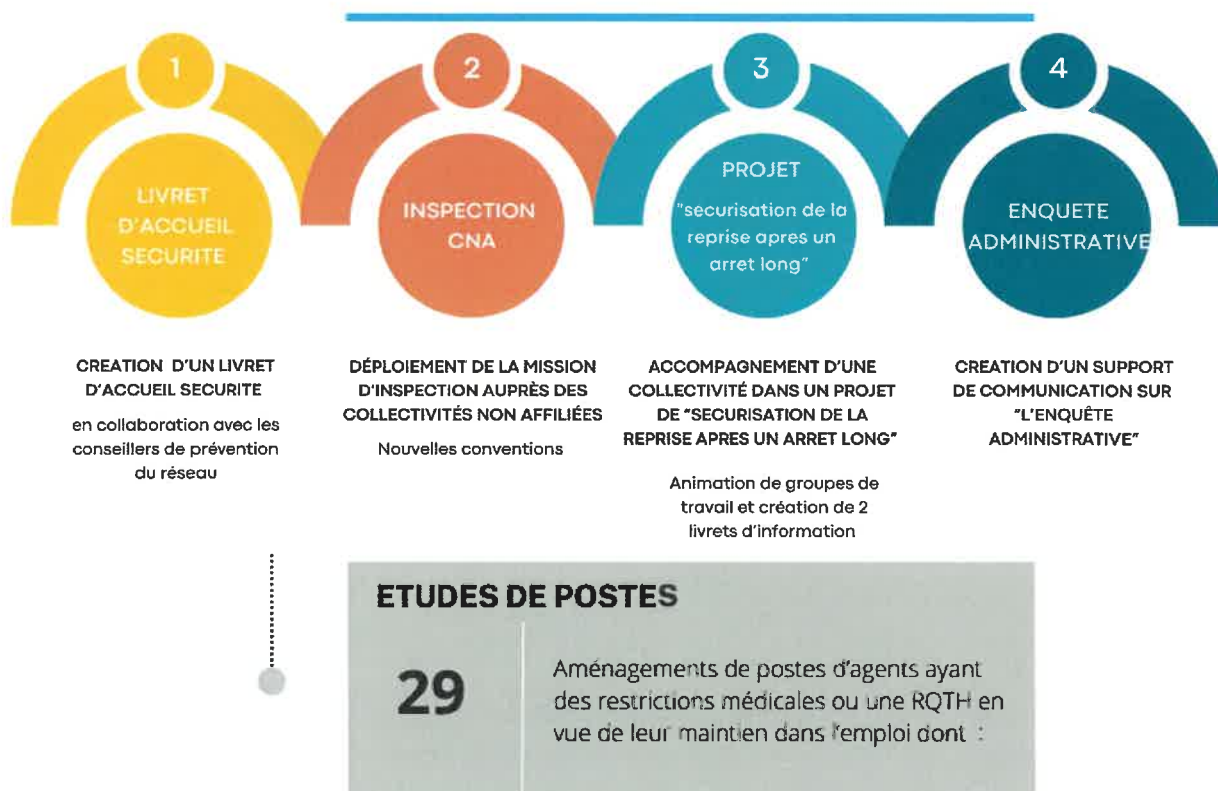 1
LIVRET
D'ACCUEIL
SECURITE
CREATION D'UN LIVRET
D'ACCUEIL SECURITE
en collaboration avec les
conseillers de prévention
du réseau
2
INSPECTION
CNA
DÉPLOIEMENT DE LA MISSION
D'INSPECTION AUPRÈS DES
COLLECTIVITÉS NON AFFILIÉES
Nouvelles conventions
3
PROJET
"securisation de la
reprise apres un
arret long"
ACCOMPAGNEMENT D'UNE
COLLECTIVITÉ DANS UN PROJET
DE "SECURISATION DE LA
REPRISE APRES UN ARRET LONG"
Animation de groupes de
travail et création de 2
livrets d'information
4
ENQUETE
ADMINISTRATIVE
CREATION D'UN SUPPORT
DE COMMUNICATION SUR
"L'ENQUÊTE
ADMINISTRATIVE"
ETUDES DE POSTES
29
Aménagements de postes d'agents ayant
des restrictions médicales ou une RQTH en
vue de leur maintien dans l'emploi dont :